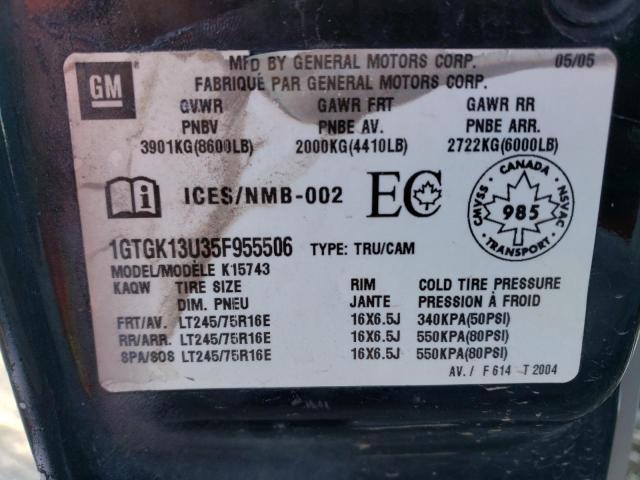 GM
MFD BY GENERAL MOTORS CORP. 05/05
FABRIQUÉ PAR GENERAL MOTORS CORP.
GVWR GAWR FRT GAWR RR
PNBV PNBE AV. PNBE ARR.
3901KG(8600LB) 2000KG(4410LB) 2722KG(6000LB)
i ICES/NMB-002 EC
CANADA CMVSS NSVAC 985 TRANSPORT
1GTGK13U35F955506 TYPE: TRU/CAM
MODEL/MODÈLE K15743
KAQW TIRE SIZE RIM COLD TIRE PRESSURE
DIM. PNEU JANTE PRESSION À FROID
FRT/AV. LT245/75R16E 16X6.5J 340KPA(50PSI)
RR/ARR. LT245/75R16E 16X6.5J 550KPA(80PSI)
SPA/SOS LT245/75R16E 16X6.5J 550KPA(80PSI)
AV./ F 614 T 2004